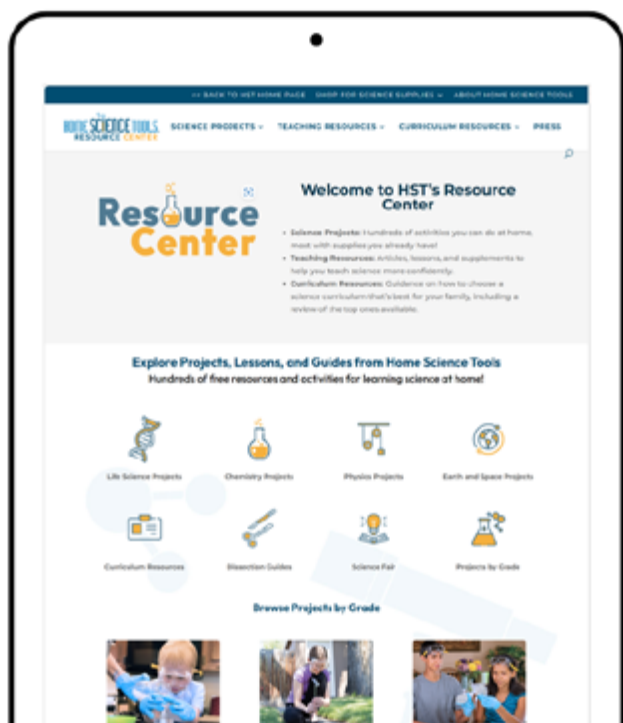 << BACK TO HST HOME PAGE SHOP FOR SCIENCE SUPPLIES ABOUT HOME SCIENCE TOOLS
HOME SCIENCE TOOLS
RESOURCE CENTER
SCIENCE PROJECTS TEACHING RESOURCES CURRICULUM RESOURCES PRESS
Resource
Center
Welcome to HST's Resource
Center
• Science Projects: Hundreds of activities you can do at home,
most with supplies you already have!
• Teaching Resources: Articles, lessons, and supplements to
help you teach science more confidently.
• Curriculum Resources: Guidance on how to choose a
science curriculum that's best for your family, including a
review of the top ones available.
Explore Projects, Lessons, and Guides from Home Science Tools
Hundreds of free resources and activities for learning science at home!
Life Science Projects Chemistry Projects Physics Projects Earth and Space Projects
Curriculum Resources Dissection Guides Science Fair Projects by Grade
Browse Projects by Grade